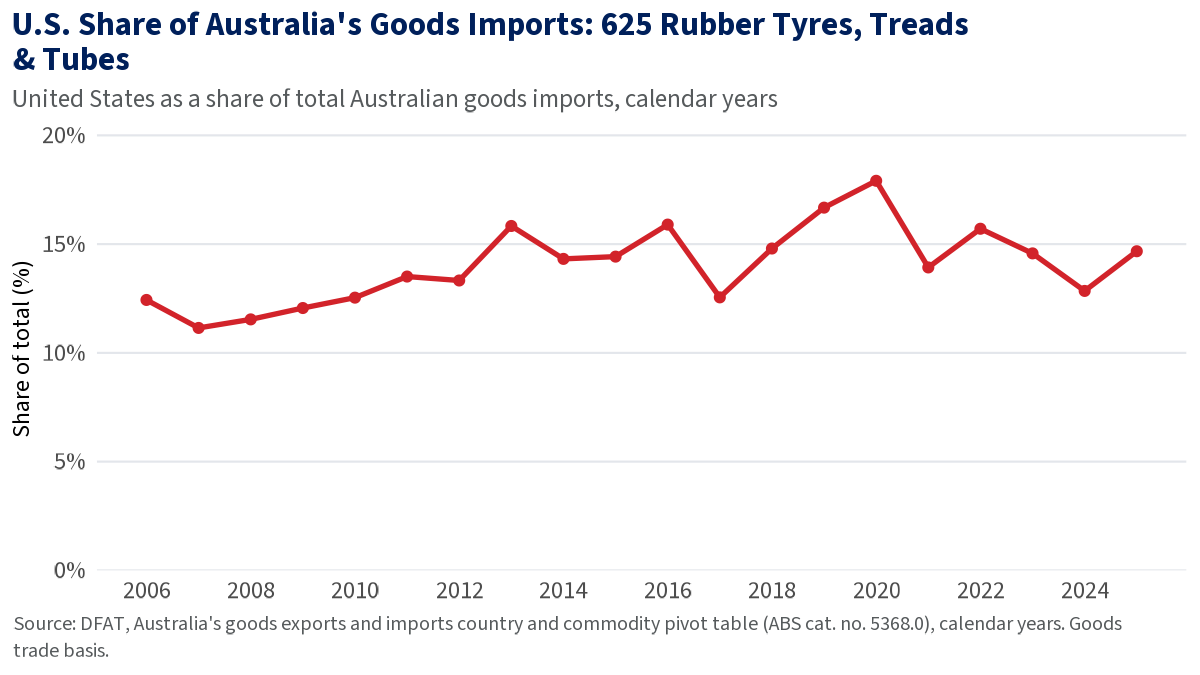 U.S. Share of Australia's Goods Imports: 625 Rubber Tyres, Treads
& Tubes
United States as a share of total Australian goods imports, calendar years
Share of total (%)
20%
15%
10%
5%
0%
2006 2008 2010 2012 2014 2016 2018 2020 2022 2024
Source: DFAT, Australia's goods exports and imports country and commodity pivot table (ABS cat. no. 5368.0), calendar years. Goods
trade basis.